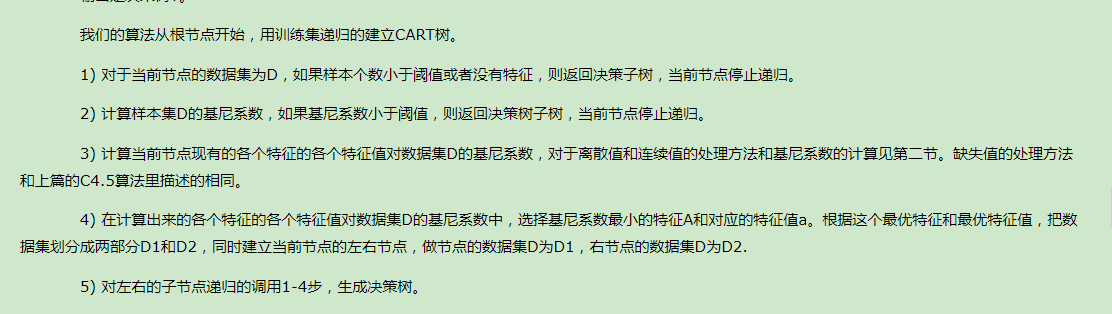 我们的算法从根节点开始，用训练集递归的建立CART树。
1) 对于当前节点的数据集为D，如果样本个数小于阈值或者没有特征，则返回决策子树，当前节点停止递归。
2) 计算样本集D的基尼系数，如果基尼系数小于阈值，则返回决策树子树，当前节点停止递归。
3) 计算当前节点现有的各个特征的各个特征值对数据集D的基尼系数，对于离散值和连续值的处理方法和基尼系数的计算见第二节。缺失值的处理方法
和上篇的C4.5算法里描述的相同。
4) 在计算出来的各个特征的各个特征值对数据集D的基尼系数中，选择基尼系数最小的特征A和对应的特征值a。根据这个最优特征和最优特征值，把数
据集划分成两部分D1和D2，同时建立当前节点的左右节点，做节点的数据集D为D1，右节点的数据集D为D2.
5) 对左右的子节点递归的调用1-4步，生成决策树。